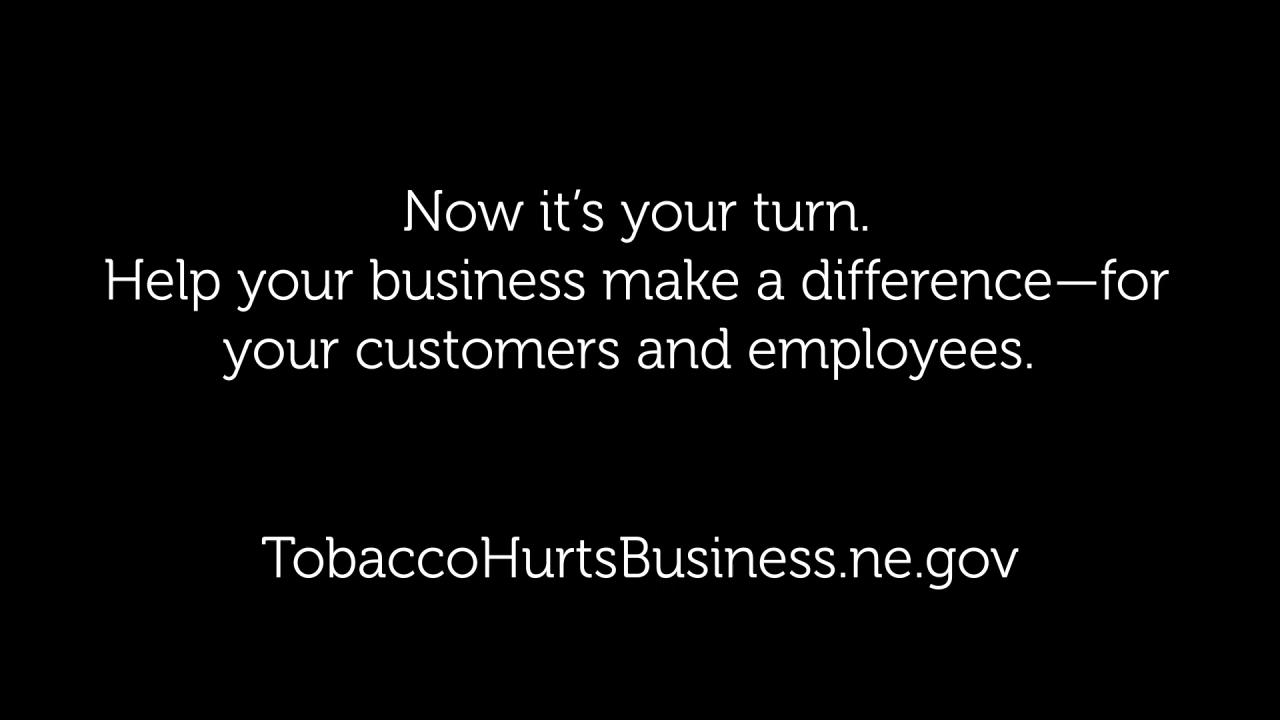 Now it’s your turn.
Help your business make a difference—for
your customers and employees.
TobaccoHurtsBusiness.ne.gov